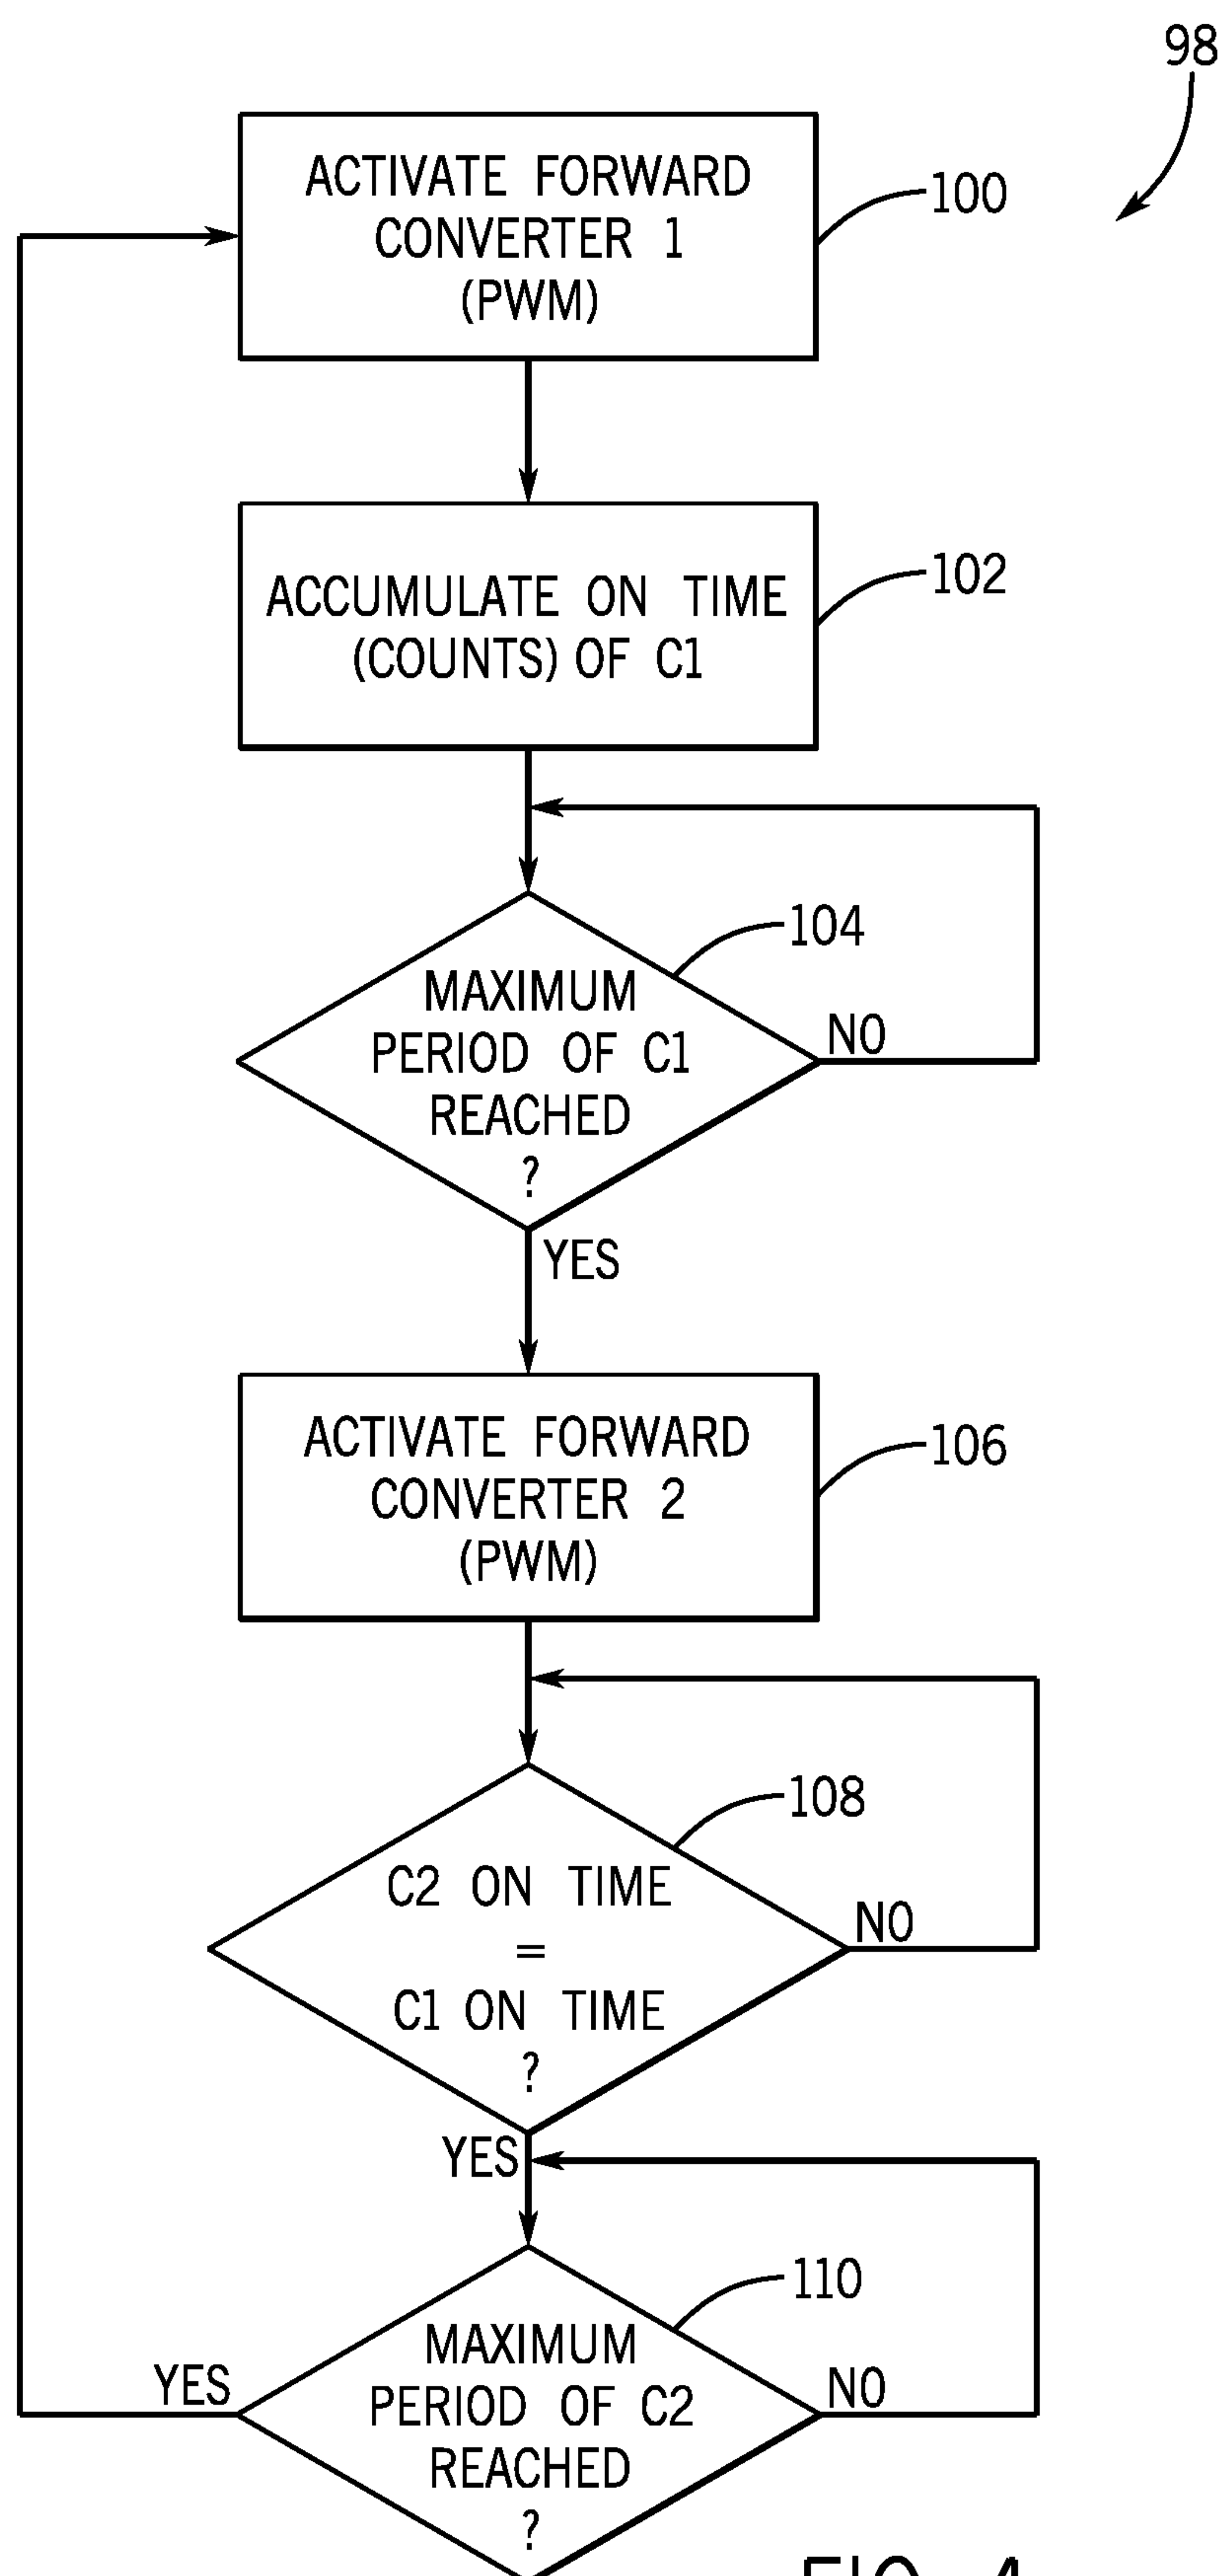 98
ACTIVATE FORWARD
CONVERTER 1
(PWM)
100
ACCUMULATE ON TIME
(COUNTS) OF C1
102
104
MAXIMUM
PERIOD OF C1
REACHED
?
NO
YES
ACTIVATE FORWARD
CONVERTER 2
(PWM)
106
108
C2 ON TIME
=
C1 ON TIME
?
NO
YES
110
MAXIMUM
PERIOD OF C2
REACHED
?
YES
NO
FIG. 4